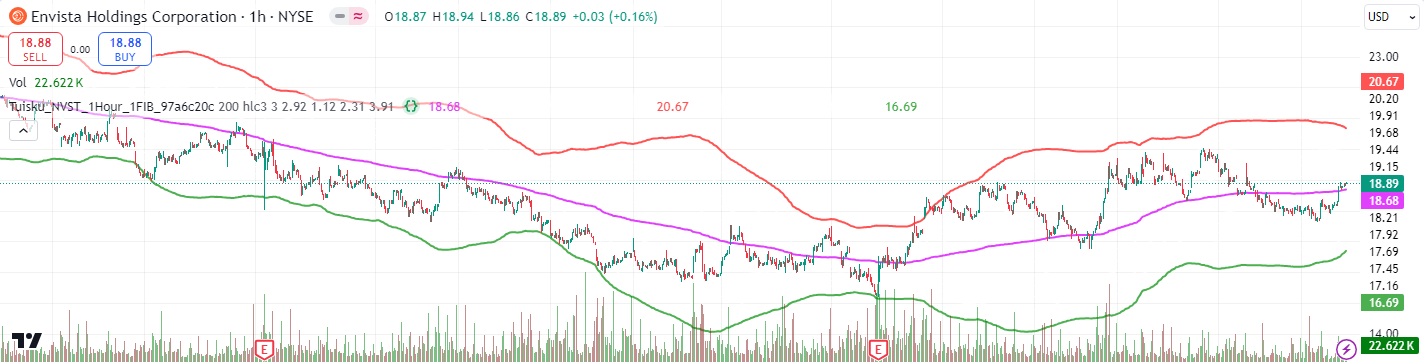 Envista Holdings Corporation · 1h · NYSE O18.87 H18.94 L18.86 C18.89 +0.03 (+0.16%)
USD
18.88 SELL
0.00
18.88 BUY
Vol 22.622 K
Tuisku_NVST_1Hour_1FIB_97a6c20c 200 hlc3 3 2.92 1.12 2.31 3.91 18.68 20.67 16.69
23.00
20.67
20.20
19.91
19.68
19.44
19.15
18.89
18.68
18.21
17.92
17.69
17.45
17.16
16.69
14.00
22.622 K
E
E